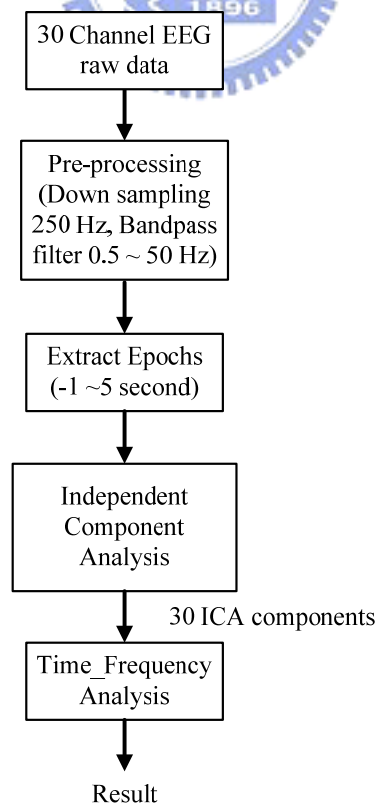 1896
30 Channel EEG
raw data
Pre-processing
(Down sampling
250 Hz, Bandpass
filter 0.5 ~ 50 Hz)
Extract Epochs
(-1 ~5 second)
Independent
Component
Analysis
30 ICA components
Time_Frequency
Analysis
Result